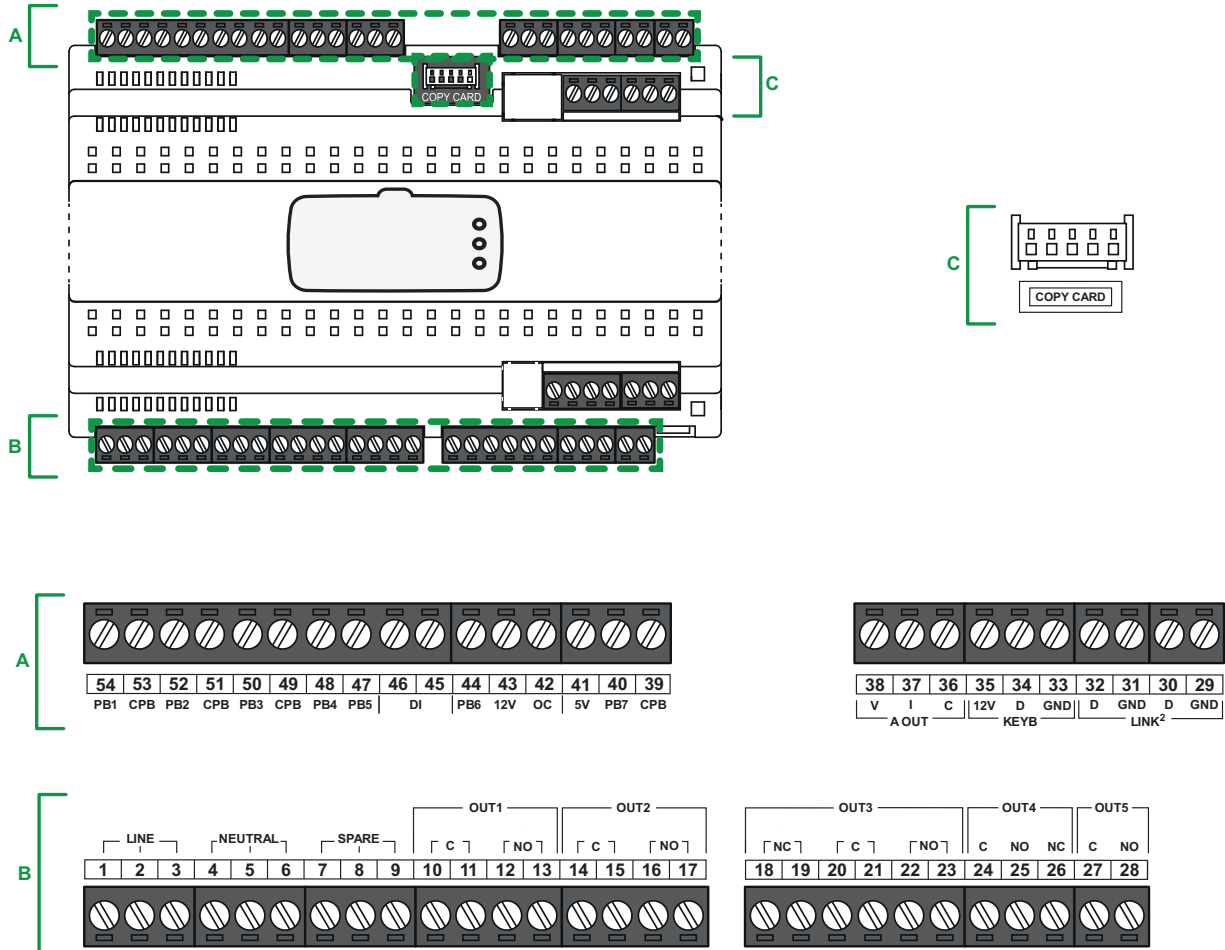 A
C
COPY CARD
B
C
COPY CARD
A
54 53 52 51 50 49 48 47 46 45 44 43 42 41 40 39
PB1 CPB PB2 CPB PB3 CPB PB4 PB5 DI PB6 12V OC 5V PB7 CPB
38 37 36 35 34 33 32 31 30 29
V I C 12V D GND D GND D GND
A OUT KEYB LINK²
B
OUT1 OUT2 OUT3 OUT4 OUT5
LINE NEUTRAL SPARE C NO C NO NC C NO C NO NC C NO
1 2 3 4 5 6 7 8 9 10 11 12 13 14 15 16 17 18 19 20 21 22 23 24 25 26 27 28